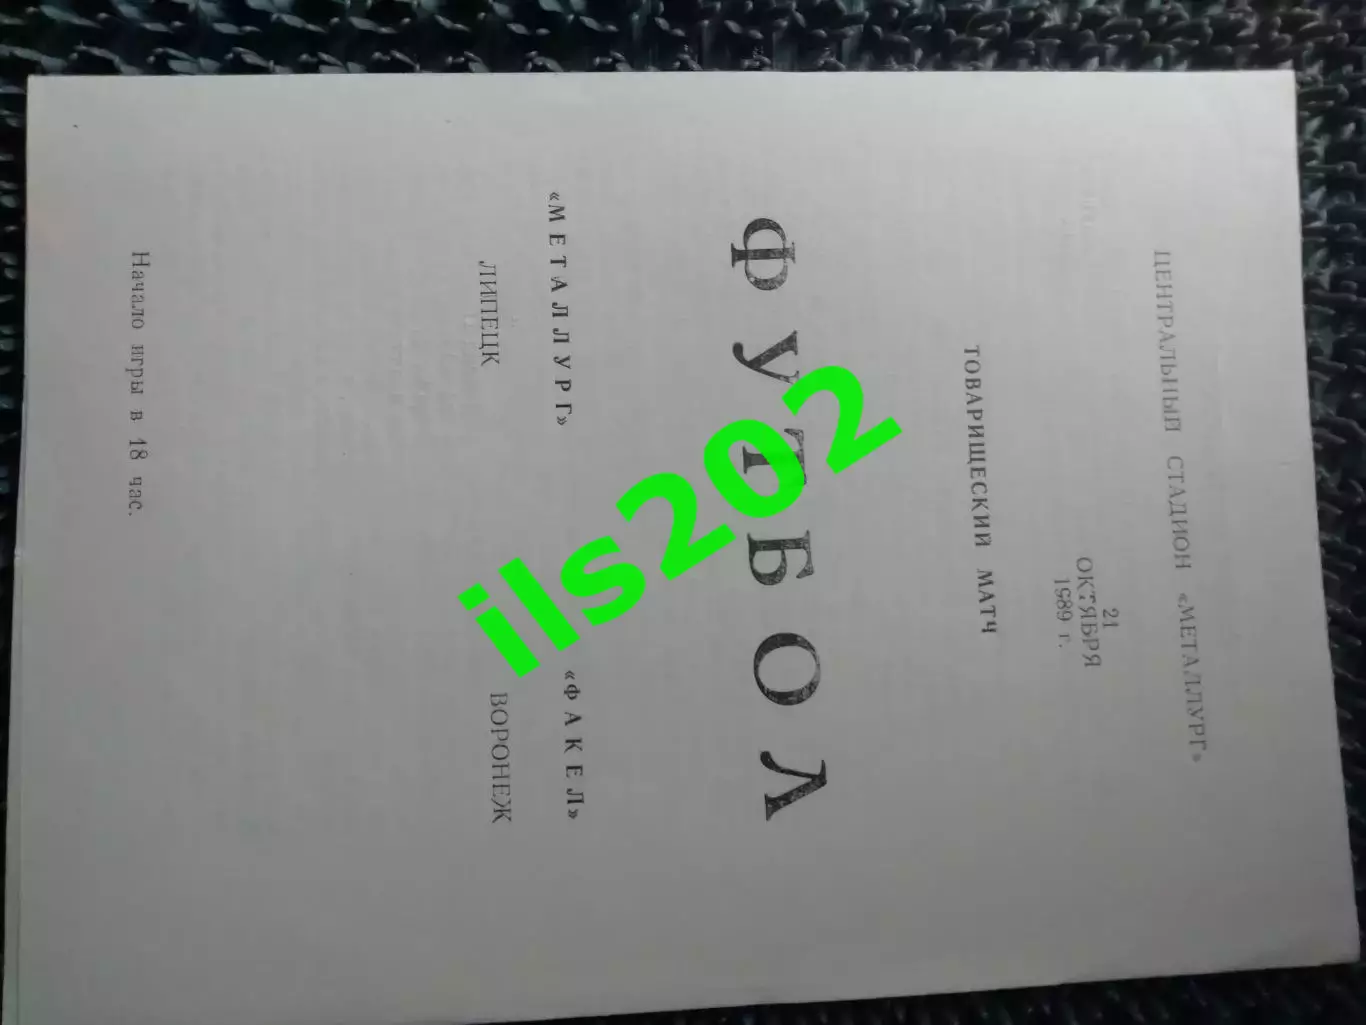 ЦЕНТРАЛЬНЫЙ СТАДИОН «МЕТАЛЛУРГ»
21
ОКТЯБРЯ
1989 г.
ТОВАРИЩЕСКИЙ МАТЧ
ФУТБОЛ
«МЕТАЛЛУРГ» «ФАКЕЛ»
ЛИПЕЦК ВОРОНЕЖ
Начало игры в 18 час.
ils202